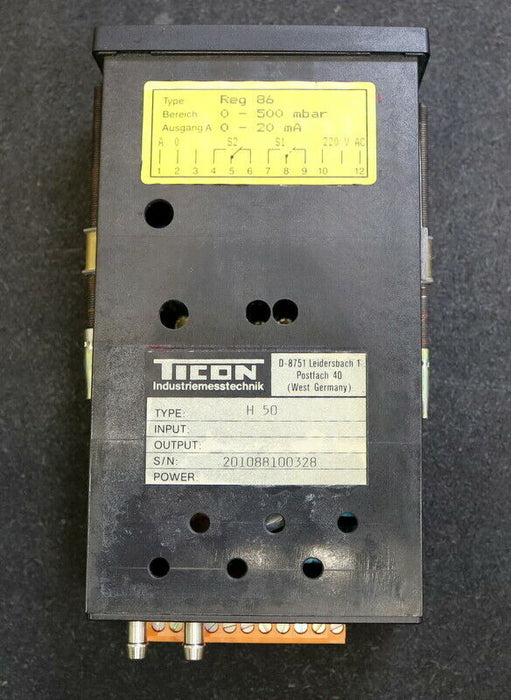 Type Reg 86
Bereich 0 - 500 mbar
Ausgang A 0 - 20 mA
A 0 S2 S1 220 V AC
1 2 3 4 5 6 7 8 9 10 12
TICON
Industriemesstechnik
D-8751 Leidersbach 1
Postfach 40
(West Germany)
TYPE: H 50
INPUT:
OUTPUT:
S/N: 201088100328
POWER: